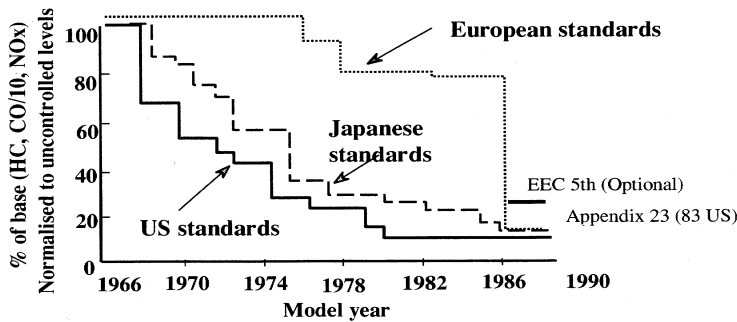 % of base (HC, CO/10, NOx)
Normalised to uncontrolled levels
100
80
60
40
20
0
European standards
Japanese
standards
US standards
EEC 5th (Optional)
Appendix 23 (83 US)
1966 1970 1974 1978 1982 1986 1990
Model year